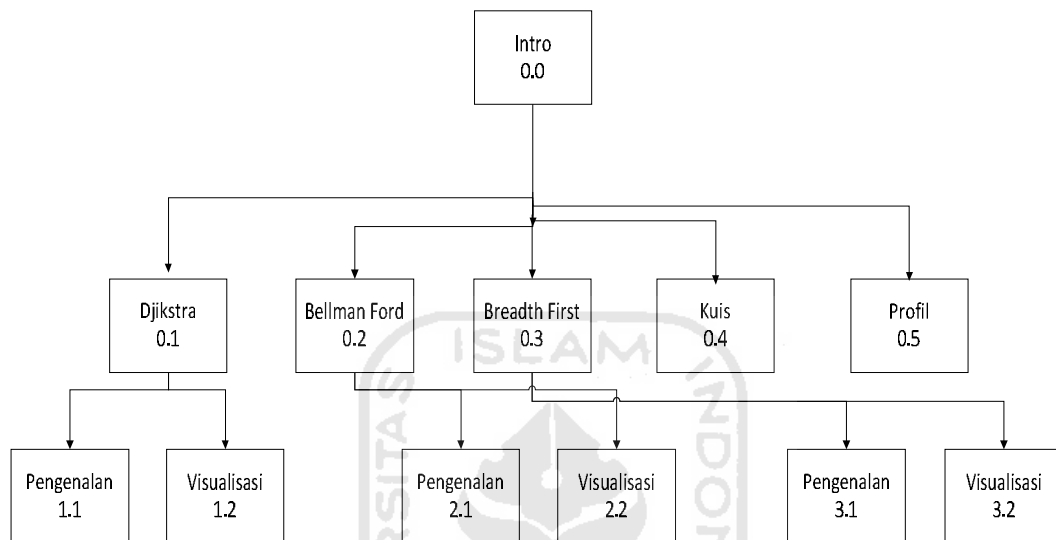 Intro
0.0
Djikstra
0.1
Bellman Ford
0.2
Breadth First
0.3
Kuis
0.4
Profil
0.5
Pengenalan
1.1
Visualisasi
1.2
Pengenalan
2.1
Visualisasi
2.2
Pengenalan
3.1
Visualisasi
3.2
ISLAM